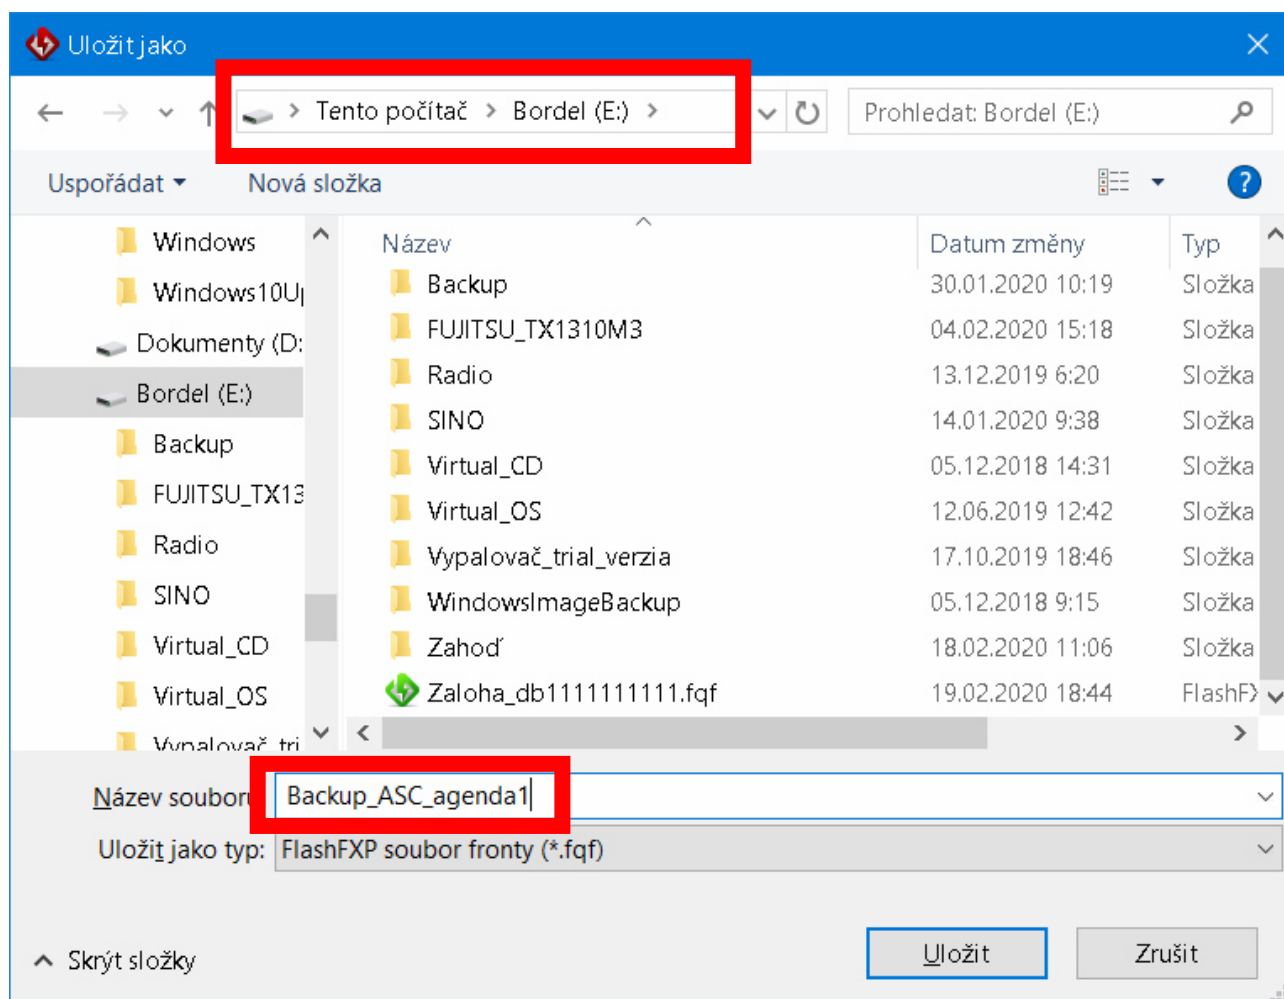 Uložit jako
Tento počítač > Bordel (E:) >
Prohledat: Bordel (E:)
Uspořádat
Nová složka
Windows
Windows10Up
Dokumenty (D:
Bordel (E:)
Backup
FUJITSU_TX13
Radio
SINO
Virtual_CD
Virtual_OS
Vypalovač_tri
Název Datum změny Typ
Backup 30.01.2020 10:19 Složka
FUJITSU_TX1310M3 04.02.2020 15:18 Složka
Radio 13.12.2019 6:20 Složka
SINO 14.01.2020 9:38 Složka
Virtual_CD 05.12.2018 14:31 Složka
Virtual_OS 12.06.2019 12:42 Složka
Vypalovač_trial_verzia 17.10.2019 18:46 Složka
WindowsImageBackup 05.12.2018 9:15 Složka
Zahoď 18.02.2020 11:06 Složka
Zaloha_db1111111111.fqf 19.02.2020 18:44 FlashFX
Název souboru Backup_ASC_agenda1
Uložit jako typ: FlashFXP soubor fronty (*.fqf)
Skrýt složky
Uložit
Zrušit